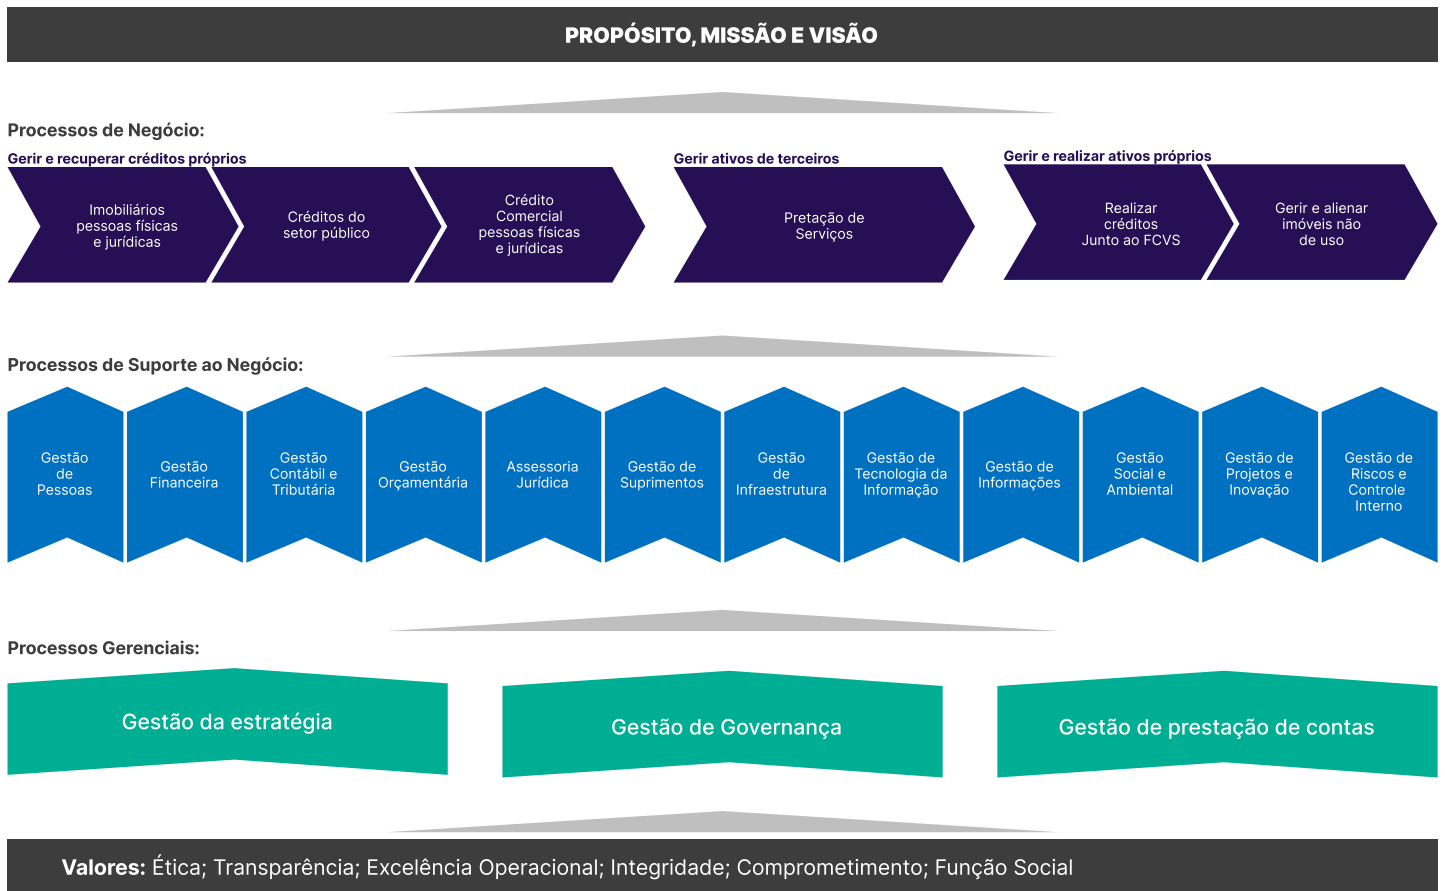 PROPÓSITO, MISSÃO E VISÃO
Processos de Negócio:
Gerir e recuperar créditos próprios
Imobiliários
pessoas físicas
e jurídicas
Créditos do
setor público
Crédito
Comercial
pessoas físicas
e jurídicas
Gerir ativos de terceiros
Pretação de
Serviços
Gerir e realizar ativos próprios
Realizar
créditos
Junto ao FCVS
Gerir e alienar
imóveis não
de uso
Processos de Suporte ao Negócio:
Gestão
de
Pessoas
Gestão
Financeira
Gestão
Contábil e
Tributária
Gestão
Orçamentária
Assessoria
Jurídica
Gestão de
Suprimentos
Gestão
de
Infraestrutura
Gestão de
Tecnologia da
Informação
Gestão de
Informações
Gestão
Social e
Ambiental
Gestão de
Projetos e
Inovação
Gestão de
Riscos e
Controle
Interno
Processos Gerenciais:
Gestão da estratégia
Gestão de Governança
Gestão de prestação de contas
Valores: Ética; Transparência; Excelência Operacional; Integridade; Comprometimento; Função Social